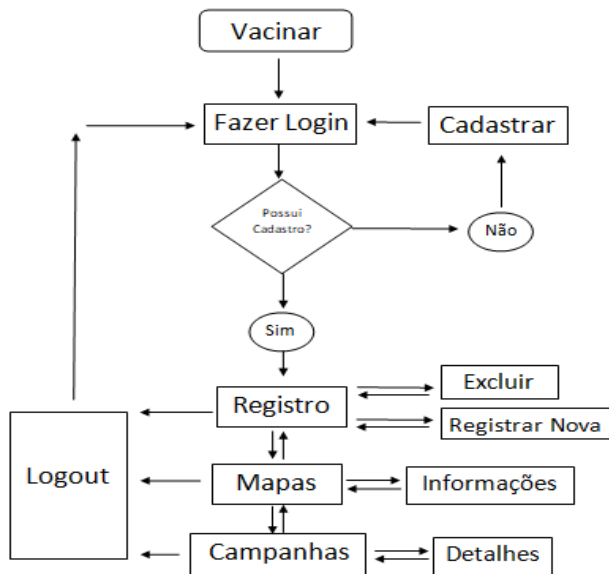 Vacinar
Fazer Login
Cadastrar
Possui
Cadastro?
Não
Sim
Excluir
Registro
Registrar Nova
Logout
Mapas
Informações
Campanhas
Detalhes